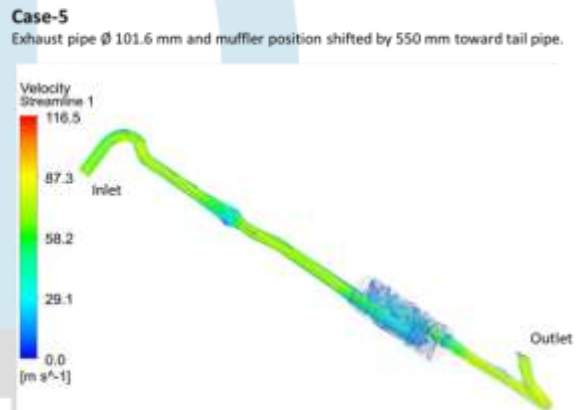 Case-5
Exhaust pipe Ø 101.6 mm and muffler position shifted by 550 mm toward tail pipe.
Velocity
Streamline 1
116.5
87.3
58.2
29.1
0.0
[m s^-1]
Inlet
Outlet